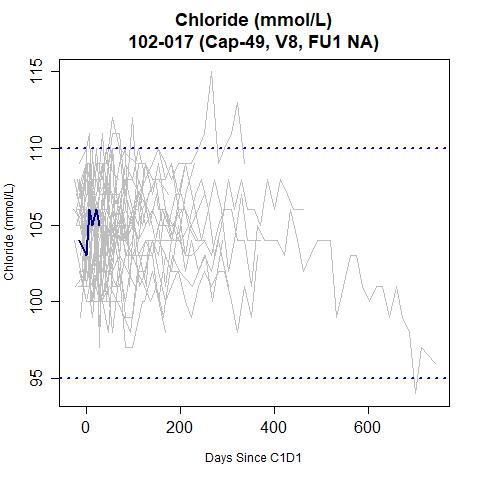 Chloride (mmol/L)
102-017 (Cap-49, V8, FU1 NA)
Chloride (mmol/L)
115
110
105
100
95
0 200 400 600
Days Since C1D1